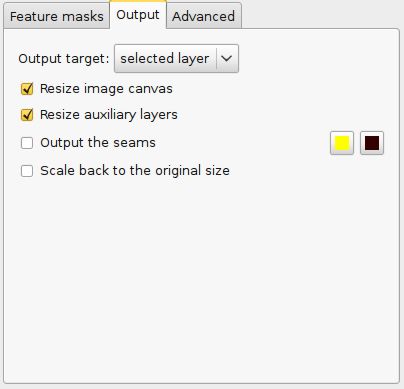 Feature masks Output Advanced
Output target: selected layer
Resize image canvas
Resize auxiliary layers
Output the seams
Scale back to the original size